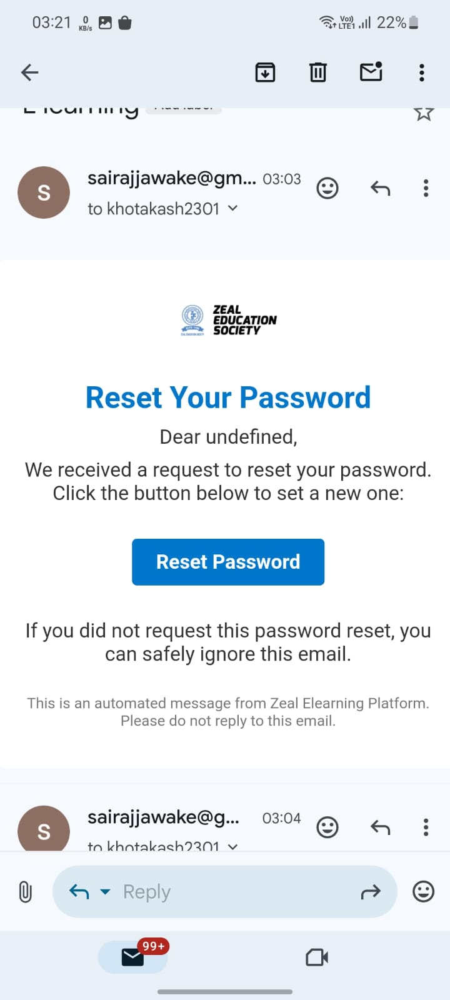 03:21 0 KB/s Vo)) LTE1 22%
sairajjawake@gm... 03:03
S
to khotakash2301
ZEAL
EDUCATION
SOCIETY
Reset Your Password
Dear undefined,
We received a request to reset your password.
Click the button below to set a new one:
Reset Password
If you did not request this password reset, you
can safely ignore this email.
This is an automated message from Zeal Elearning Platform.
Please do not reply to this email.
sairajjawake@g... 03:04
S
to khotakash2301
Reply
99+